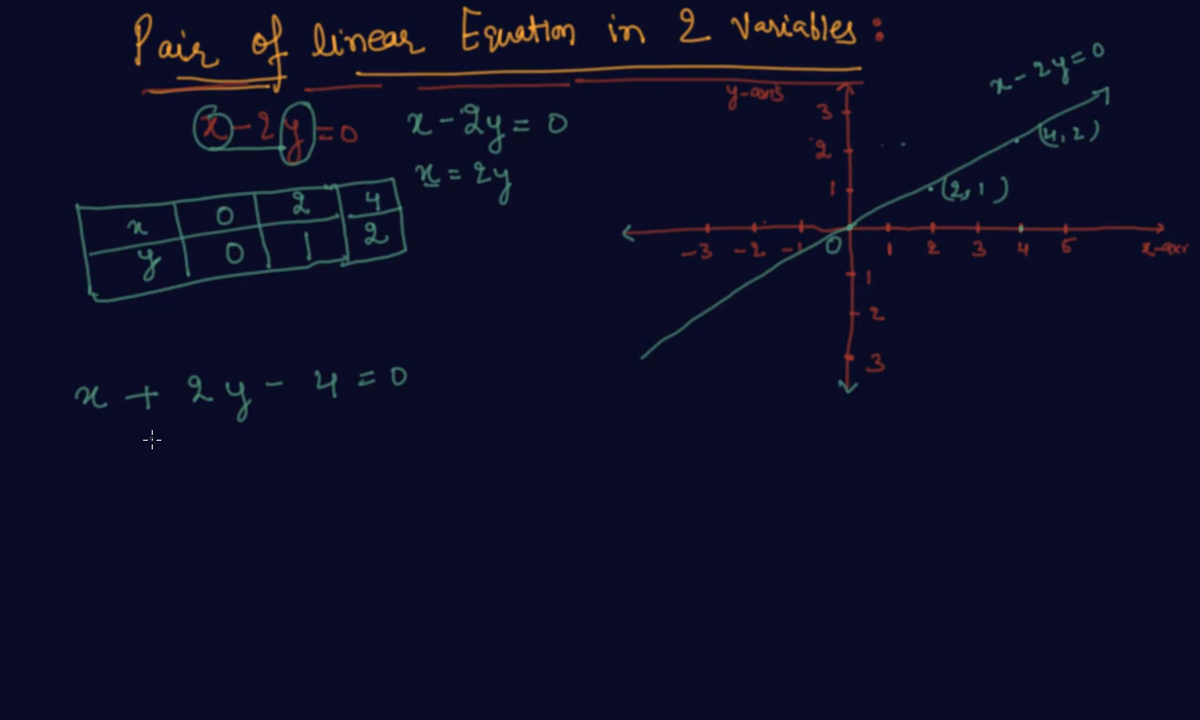 Pair of linear Equation in 2 variables:
x - 2y = 0
x - 2y = 0
x = 2y
x 0 2 4
y 0 1 2
x + 2y - 4 = 0
y-axis
x - 2y = 0
3
2
1
(4, 2)
(2, 1)
-3 -2 -1 0 1 2 3 4 5 x-axis
1
2
3